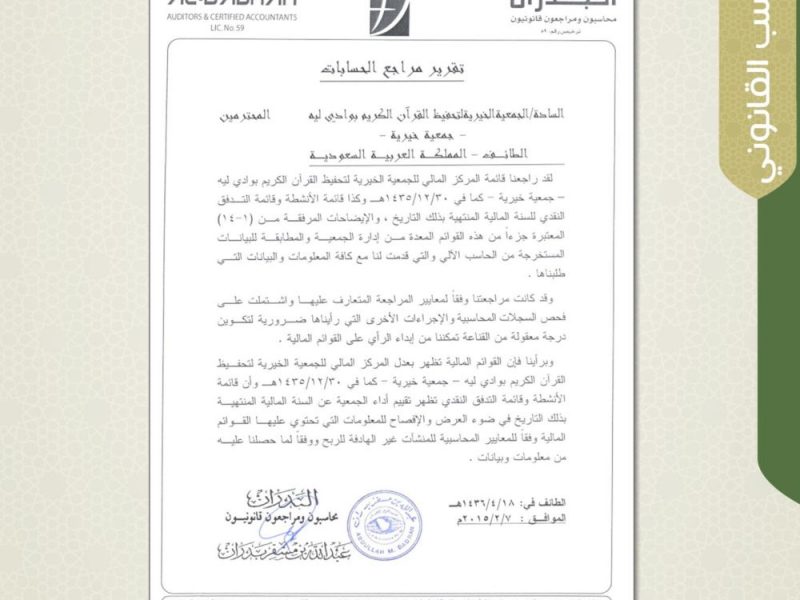 AL-BADRAN
AUDITORS & CERTIFIED ACCOUNTANTS
LIC. No. 59
البدران
محاسبون ومراجعون قانونيون
ترخيص رقم ٥٩
تقرير مراجع الحسابات
السادة/الجمعية الخيرية لتحفيظ القرآن الكريم بوادي ليه المحترمين
– جمعية خيرية –
الطائف – المملكة العربية السعودية
لقد راجعنا قائمة المركز المالي للجمعية الخيرية لتحفيظ القرآن الكريم بوادي ليه
– جمعية خيرية – كما في ١٤٣٥/١٢/٣٠هـ وكذا قائمة الأنشطة وقائمة التدفق
النقدي للسنة المالية المنتهية بذلك التاريخ ، والإيضاحات المرفقة من (١-١٤)
المعتبرة جزءاً من هذه القوائم المعدة من إدارة الجمعية والمطابقة للبيانات
المستخرجة من الحاسب الآلي والتي قدمت لنا مع كافة المعلومات والبيانات التي
طلبناها .
وقد كانت مراجعتنا وفقاً لمعايير المراجعة المتعارف عليها واشتملت على
فحص السجلات المحاسبية والإجراءات الأخرى التي رأيناها ضرورية لتكوين
درجة معقولة من القناعة تمكننا من إبداء الرأي على القوائم المالية .
وبرأينا فإن القوائم المالية تظهر بعدل المركز المالي للجمعية الخيرية لتحفيظ
القرآن الكريم بوادي ليه – جمعية خيرية – كما في ١٤٣٥/١٢/٣٠هـ وأن قائمة
الأنشطة وقائمة التدفق النقدي تظهر تقييم أداء الجمعية عن السنة المالية المنتهية
بذلك التاريخ في ضوء العرض والإفصاح للمعلومات التي تحتوي عليها القوائم
المالية وفقاً للمعايير المحاسبية للمنشآت غير الهادفة للربح ووفقاً لما حصلنا عليه
من معلومات وبيانات .
الطائف في: ١٤٣٦/٤/١٨هـ
الموافق : ٢٠١٥/٢/٧م
البدران
محاسبون ومراجعون قانونيون
عبدالله بن مسفر بدران
ABDULLAH M. BADRAN
سب القانوني